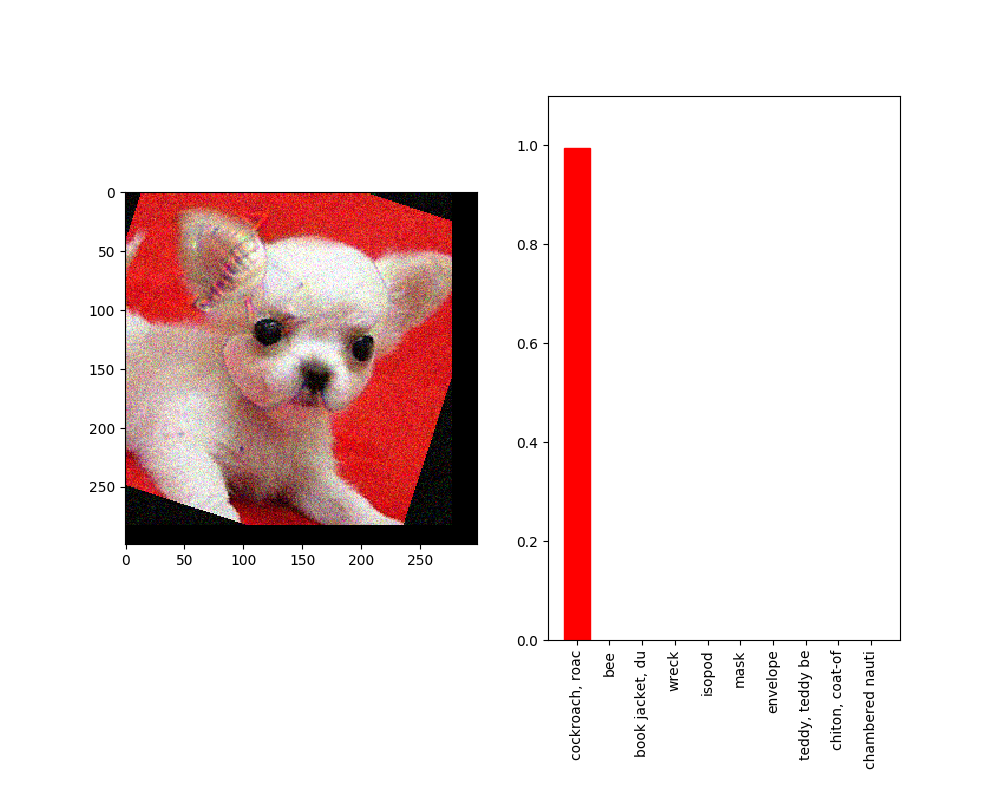 0
50
100
150
200
250
0 50 100 150 200 250
1.0
0.8
0.6
0.4
0.2
0.0
cockroach, roac
bee
book jacket, du
wreck
isopod
mask
envelope
teddy, teddy be
chiton, coat-of
chambered nauti